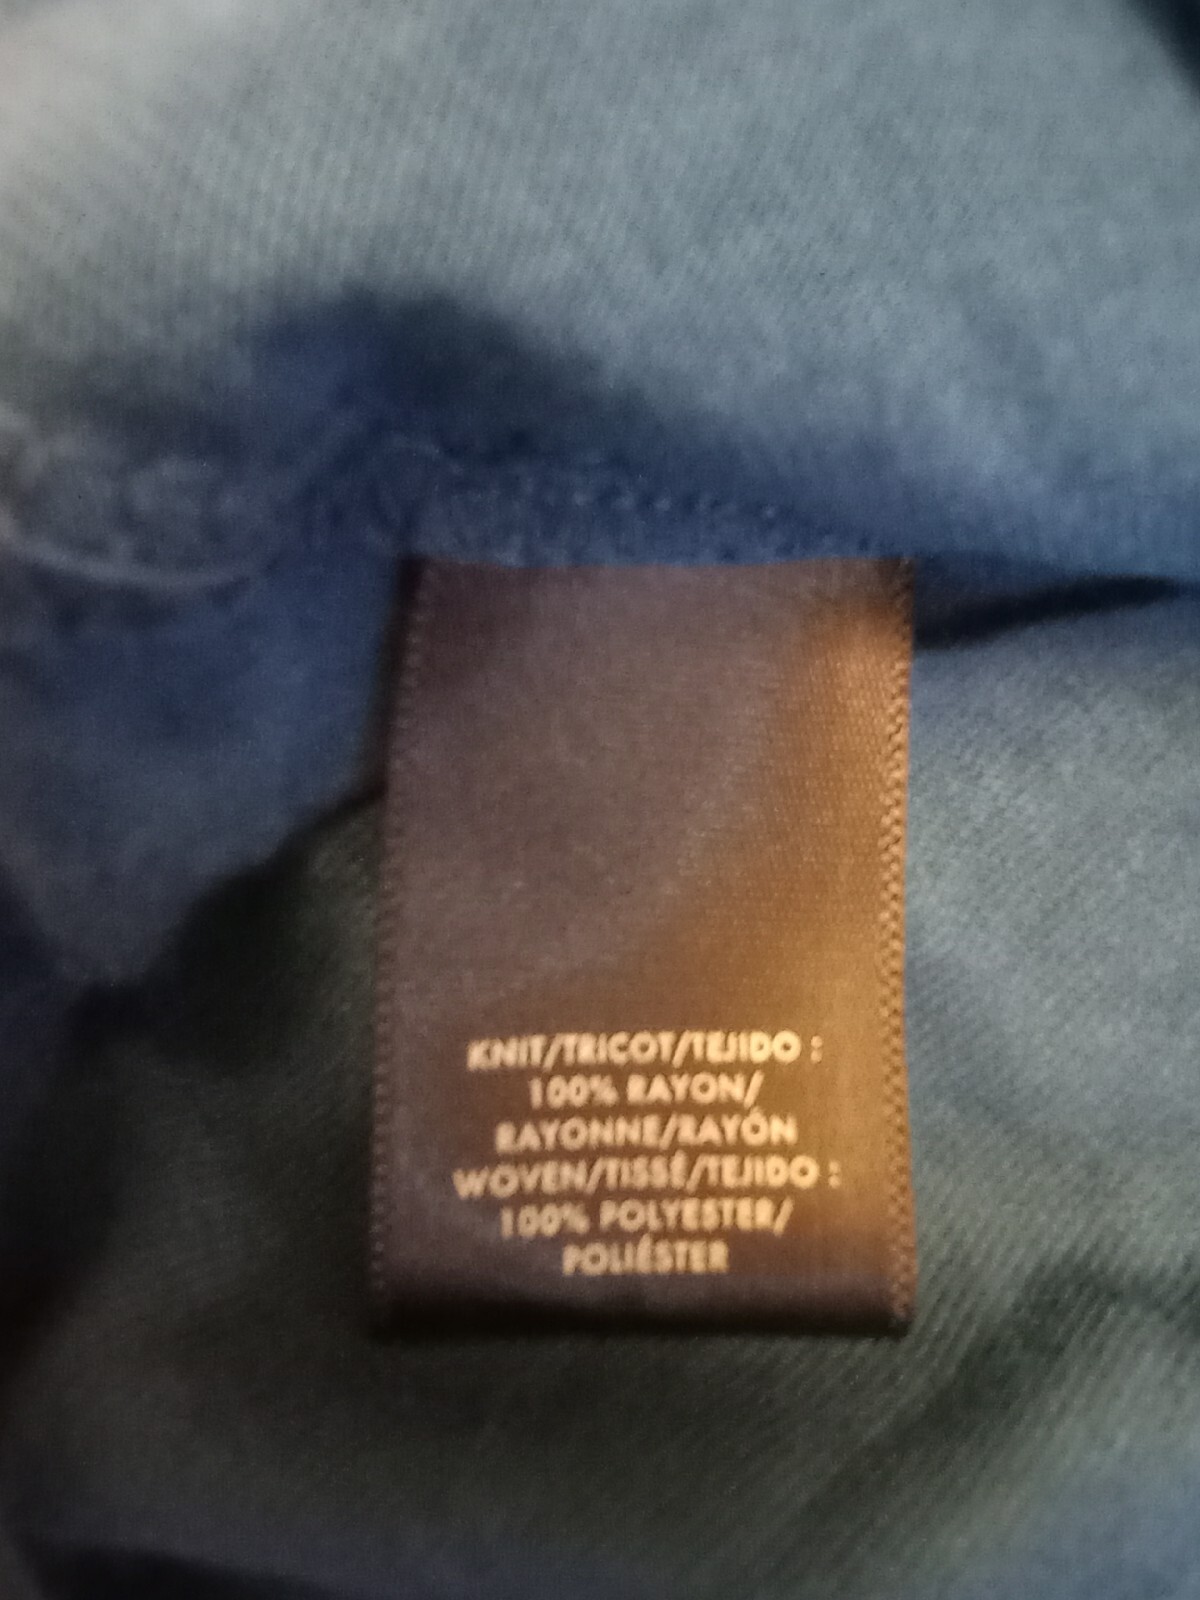 KNIT/TRICOT/TEJIDO :
100% RAYON/
RAYONNE/RAYÓN
WOVEN/TISSÉ/TEJIDO :
100% POLYESTER/
POLIÉSTER